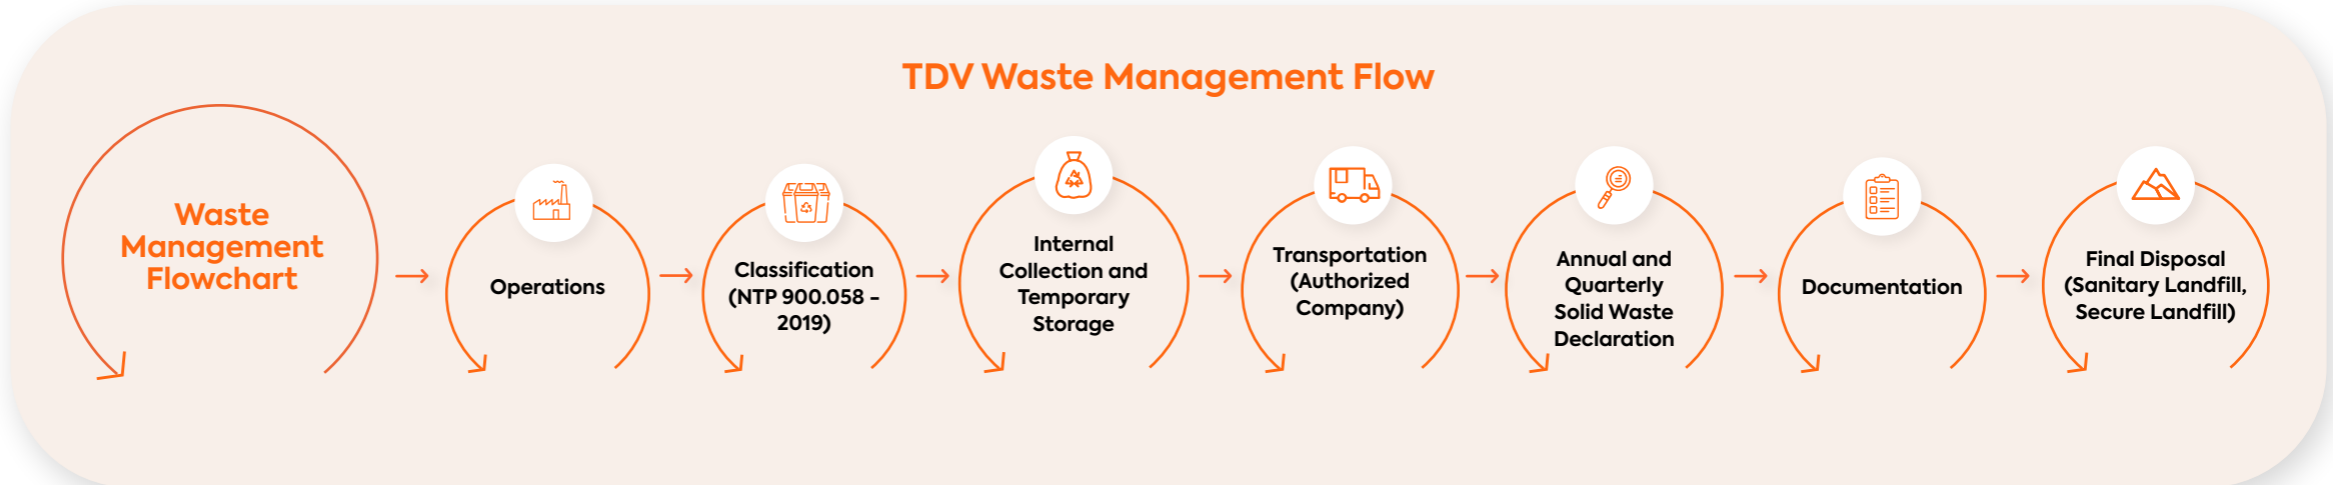 TDV Waste Management Flow
Waste
Management
Flowchart
Operations
Classification
(NTP 900.058 -
2019)
Internal
Collection and
Temporary
Storage
Transportation
(Authorized
Company)
Annual and
Quarterly
Solid Waste
Declaration
Documentation
Final Disposal
(Sanitary Landfill,
Secure Landfill)